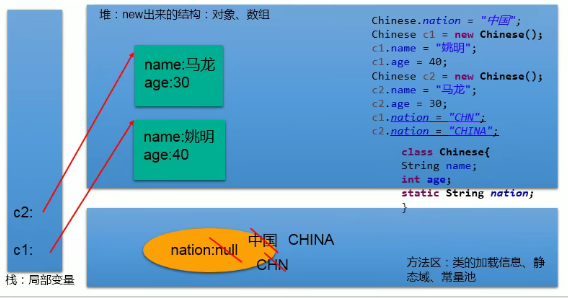 堆：new出来的结构：对象、数组
name:马龙
age:30
name:姚明
age:40
Chinese.nation = "中国";
Chinese c1 = new Chinese();
c1.name = "姚明";
c1.age = 40;
Chinese c2 = new Chinese();
c2.name = "马龙";
c2.age = 30;
c1.nation = "CHN";
c2.nation = "CHINA";
class Chinese{
String name;
int age;
static String nation;
}
c2:
c1:
栈：局部变量
nation:null
中国 CHINA
CHN
方法区：类的加载信息、静
态域、常量池